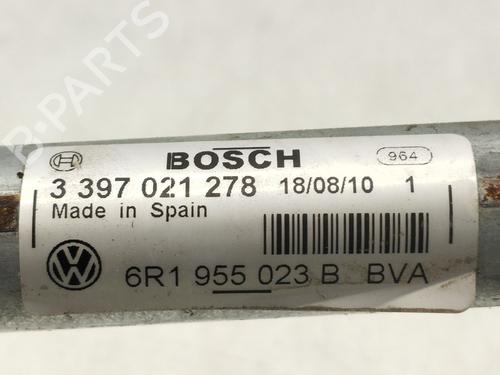 B-PARTS
BOSCH 964
3 397 021 278 18/08/10 1
Made in Spain
6R1 955 023 B BVA